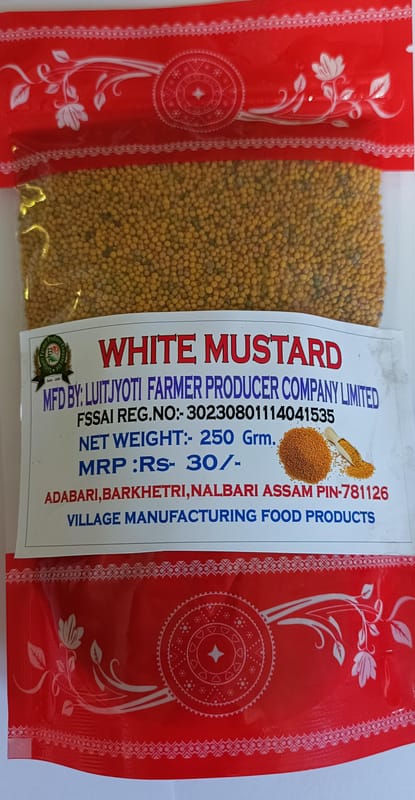 WHITE MUSTARD
MFD BY: LUITJYOTI FARMER PRODUCER COMPANY LIMITED
FSSAI REG.NO:- 30230801114041535
NET WEIGHT:- 250 Grm.
MRP :Rs- 30/-
ADABARI,BARKHETRI,NALBARI ASSAM PIN-781126
VILLAGE MANUFACTURING FOOD PRODUCTS